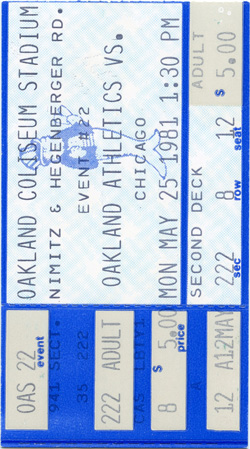 OAKLAND COLISEUM STADIUM
NIMITZ & HEGENBERGER RD.
EVENT #22
OAKLAND ATHLETICS VS.
CHICAGO
MON MAY 25 1981 1:30 PM
SECOND DECK
ADULT
$ 5.00
222 8 12
sec row seat
OAS 22
event
941 SECT.
35 222
222 ADULT
CAS LBY1
5.00
price
8 A
12 A12MAY